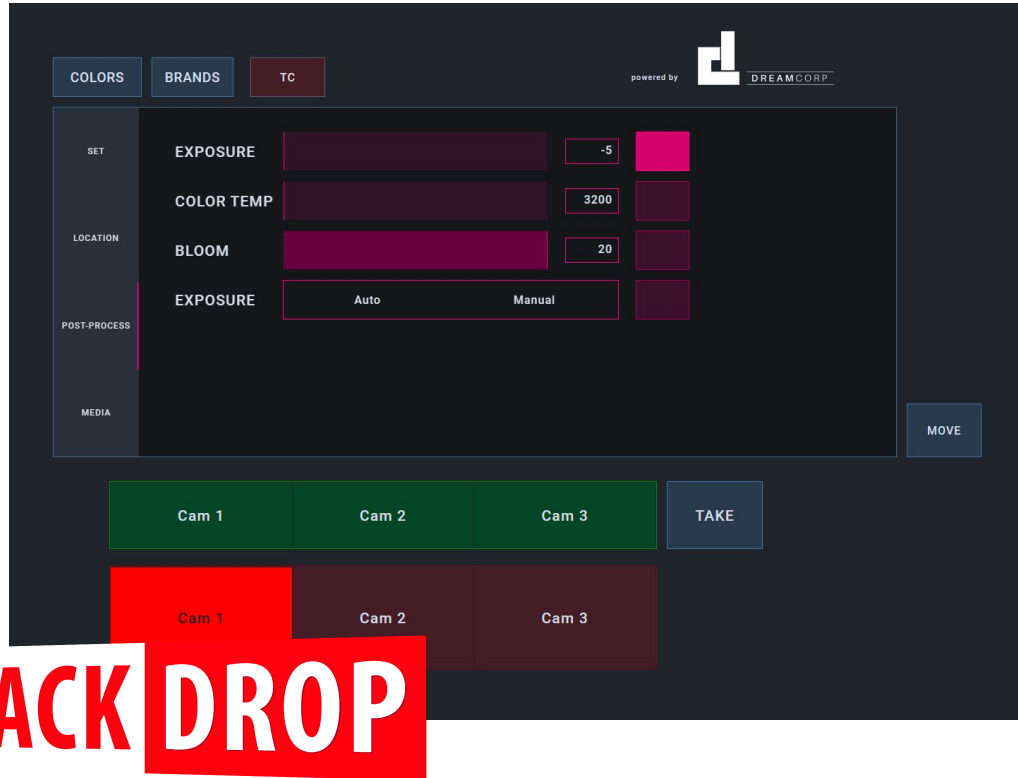 COLORS BRANDS TC powered by DREAMCORP
SET EXPOSURE -5
COLOR TEMP 3200
LOCATION BLOOM 20
EXPOSURE Auto Manual
POST-PROCESS
MEDIA
MOVE
Cam 1 Cam 2 Cam 3 TAKE
Cam 1 Cam 2 Cam 3
ACK DROP